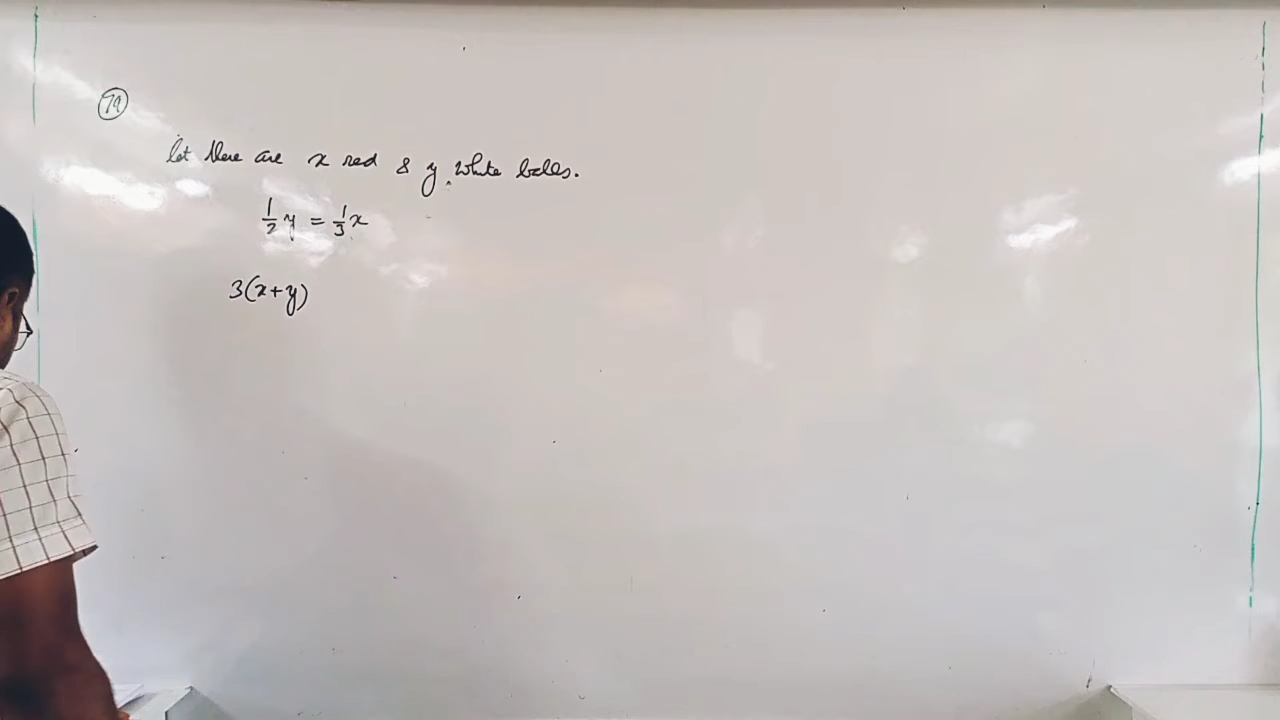 79
let there are x red & y white balls.
1/2 y = 1/3 x
3(x+y)